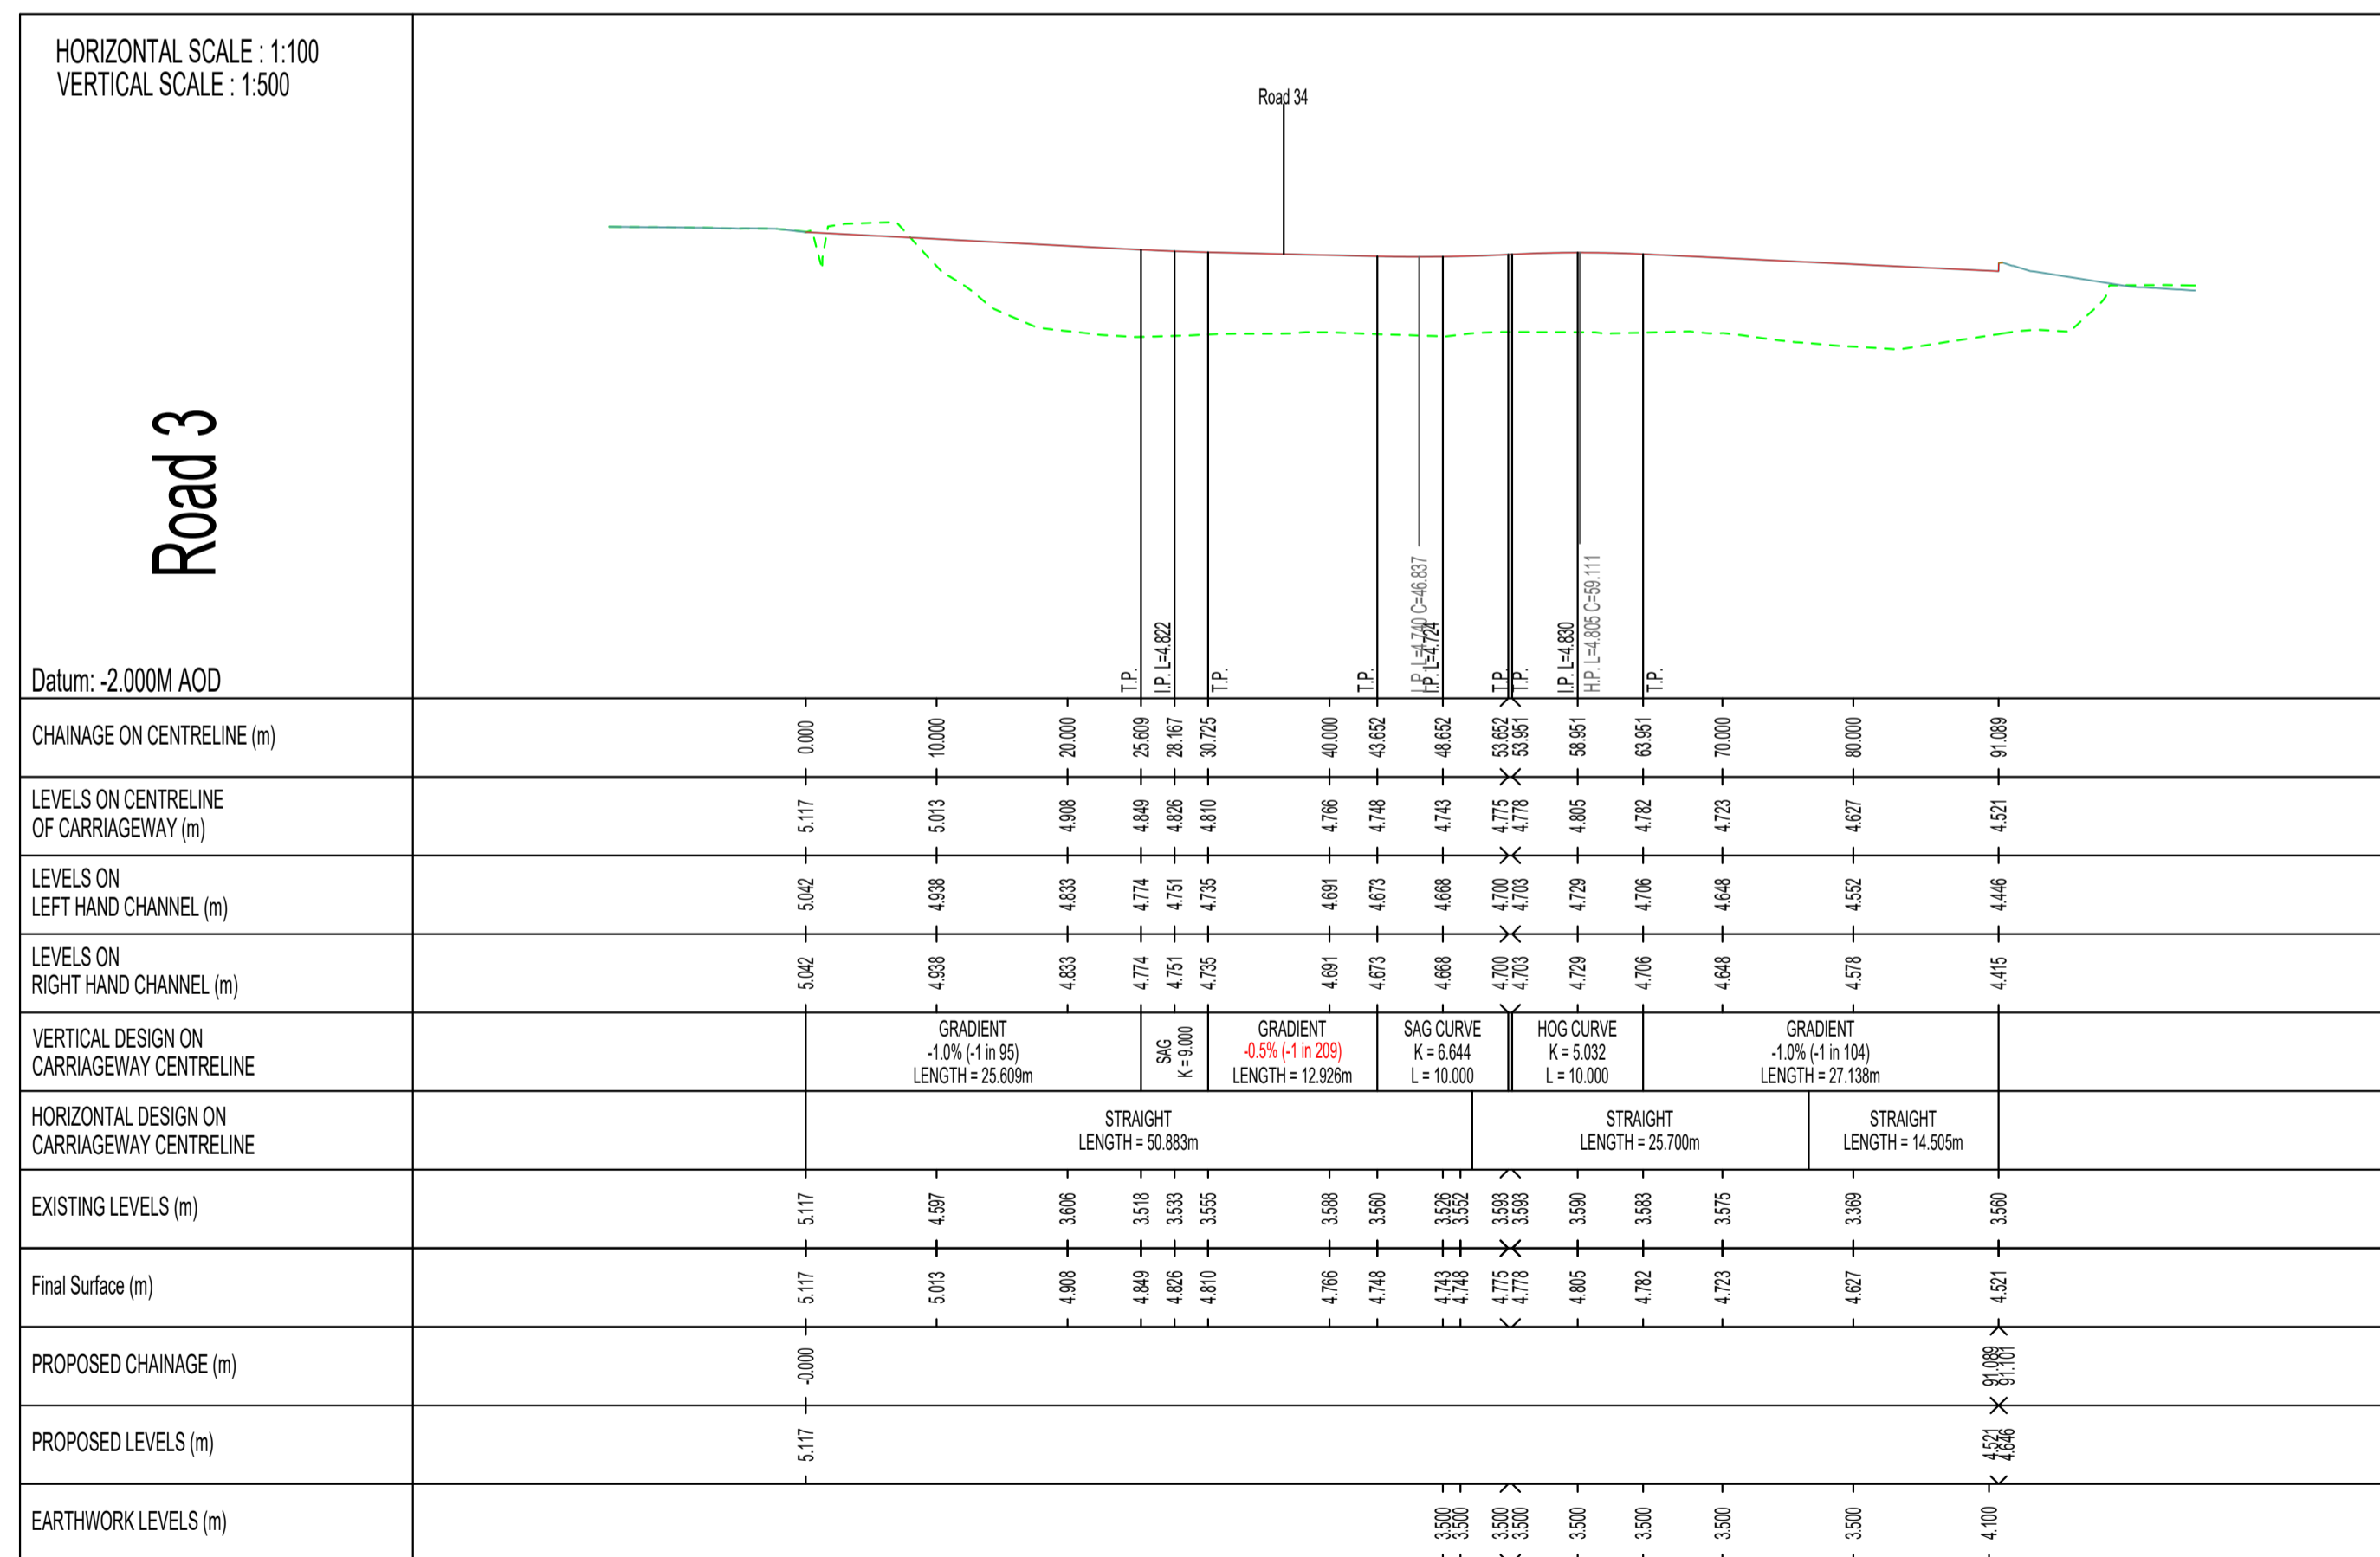 HORIZONTAL SCALE : 1:100
VERTICAL SCALE : 1:500
Road 34
Road 3
Datum: -2.000M AOD
T.P.
I.P. L=4.822
T.P.
T.P.
L.P. L=4.740 C=46.837
I.P. L=4.724
T.P.
T.P.
I.P. L=4.830
H.P. L=4.805 C=59.111
T.P.
CHAINAGE ON CENTRELINE (m)
0.000 10.000 20.000 25.609 28.167 30.725 40.000 43.652 48.652 53.652 53.951 58.951 63.951 70.000 80.000 91.089
LEVELS ON CENTRELINE
OF CARRIAGEWAY (m)
5.117 5.013 4.908 4.849 4.826 4.810 4.766 4.748 4.743 4.775 4.778 4.805 4.782 4.723 4.627 4.521
LEVELS ON
LEFT HAND CHANNEL (m)
5.042 4.938 4.833 4.774 4.751 4.735 4.691 4.673 4.668 4.700 4.703 4.729 4.706 4.648 4.552 4.446
LEVELS ON
RIGHT HAND CHANNEL (m)
5.042 4.938 4.833 4.774 4.751 4.735 4.691 4.673 4.668 4.700 4.703 4.729 4.706 4.648 4.578 4.415
VERTICAL DESIGN ON
CARRIAGEWAY CENTRELINE
GRADIENT
-1.0% (-1 in 95)
LENGTH = 25.609m
SAG
K = 9.000
GRADIENT
-0.5% (-1 in 209)
LENGTH = 12.926m
SAG CURVE
K = 6.644
L = 10.000
HOG CURVE
K = 5.032
L = 10.000
GRADIENT
-1.0% (-1 in 104)
LENGTH = 27.138m
HORIZONTAL DESIGN ON
CARRIAGEWAY CENTRELINE
STRAIGHT
LENGTH = 50.883m
STRAIGHT
LENGTH = 25.700m
STRAIGHT
LENGTH = 14.505m
EXISTING LEVELS (m)
5.117 4.597 3.606 3.518 3.533 3.555 3.588 3.560 3.526 3.552 3.593 3.593 3.590 3.583 3.575 3.369 3.560
Final Surface (m)
5.117 5.013 4.908 4.849 4.826 4.810 4.766 4.748 4.743 4.748 4.775 4.778 4.805 4.782 4.723 4.627 4.521
PROPOSED CHAINAGE (m)
-0.000 91.089 91.101
PROPOSED LEVELS (m)
5.117 4.521 4.646
EARTHWORK LEVELS (m)
3.500 3.500 3.500 3.500 3.500 3.500 3.500 3.500 4.100